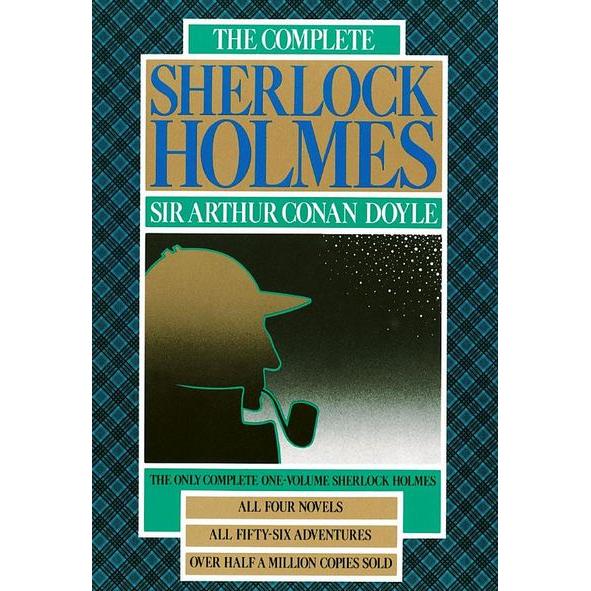 THE COMPLETE
SHERLOCK
HOLMES
SIR ARTHUR CONAN DOYLE
THE ONLY COMPLETE ONE-VOLUME SHERLOCK HOLMES
ALL FOUR NOVELS
ALL FIFTY-SIX ADVENTURES
OVER HALF A MILLION COPIES SOLD